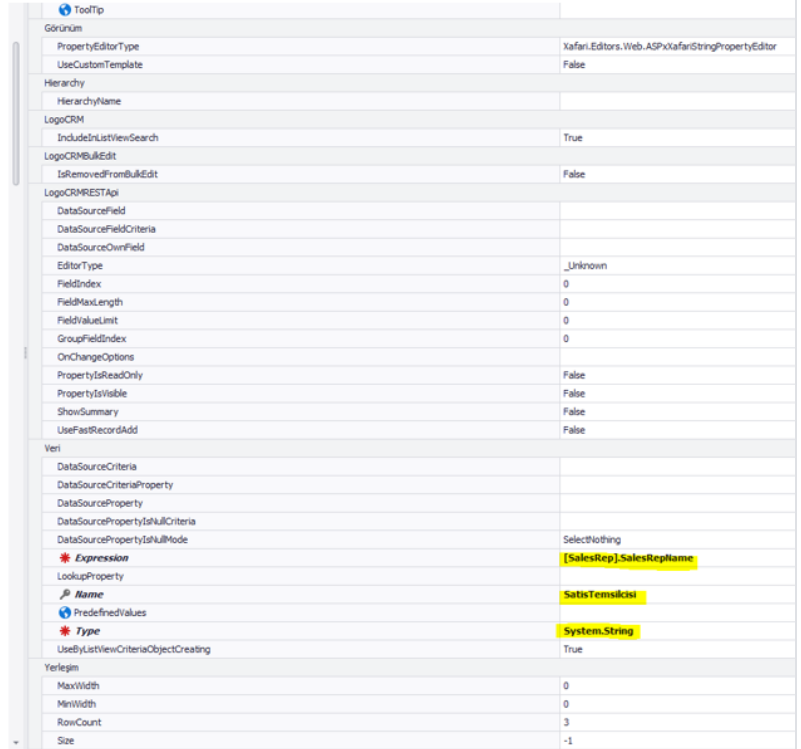 ToolTip
Görünüm
PropertyEditorType Xafari.Editors.Web.ASPxXafariStringPropertyEditor
UseCustomTemplate False
Hierarchy
HierarchyName
LogoCRM
IncludeInListViewSearch True
LogoCRMBulkEdit
IsRemovedFromBulkEdit False
LogoCRMRESTApi
DataSourceField
DataSourceFieldCriteria
DataSourceOwnField
EditorType _Unknown
FieldIndex 0
FieldMaxLength 0
FieldValueLimit 0
GroupFieldIndex 0
OnChangeOptions
PropertyIsReadOnly False
PropertyIsVisible False
ShowSummary False
UseFastRecordAdd False
Veri
DataSourceCriteria
DataSourceCriteriaProperty
DataSourceProperty
DataSourcePropertyIsNullCriteria
DataSourcePropertyIsNullMode SelectNothing
Expression [SalesRep].SalesRepName
LookupProperty
Name SatisTemsilcisi
PredefinedValues
Type System.String
UseByListViewCriteriaObjectCreating True
Yerleşim
MaxWidth 0
MinWidth 0
RowCount 3
Size -1